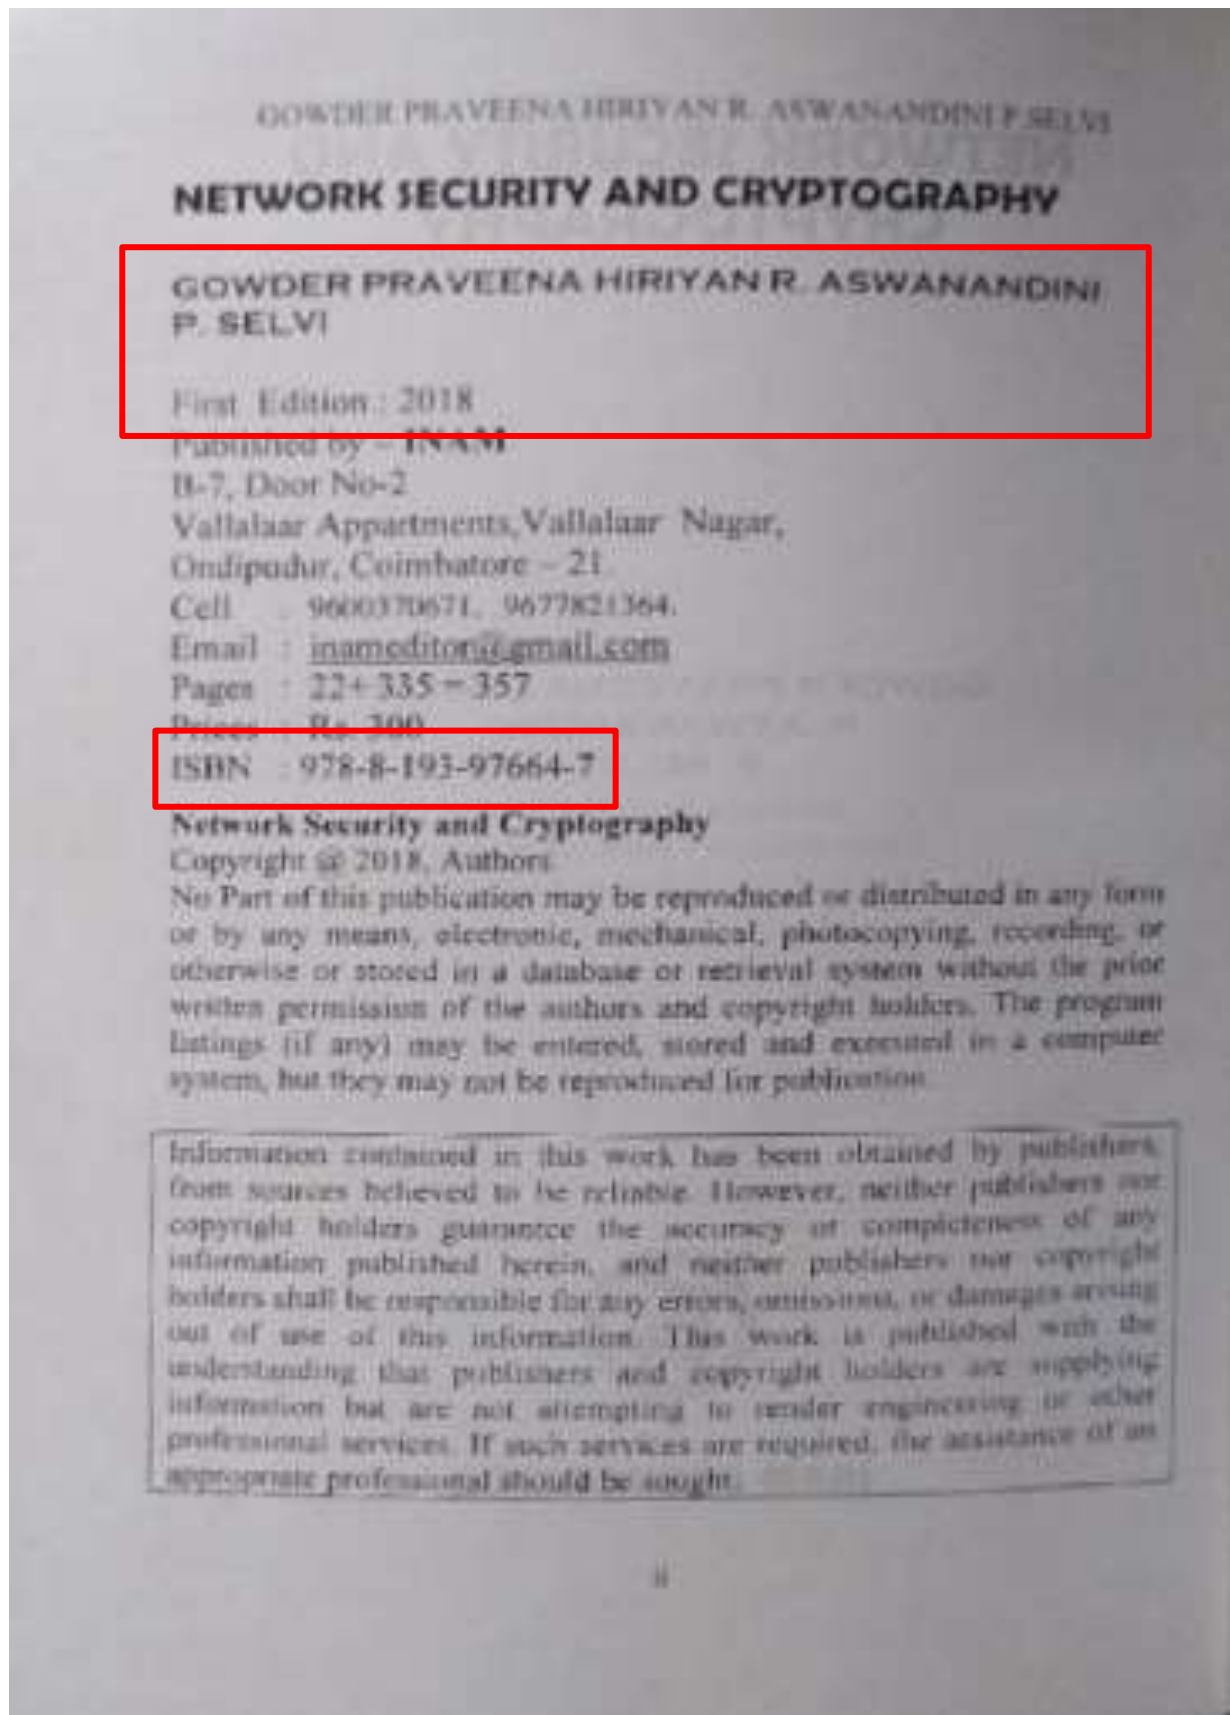 GOWDER PRAVEENA HIRIYAN R. ASWANANDINI P SELVI
NETWORK SECURITY AND CRYPTOGRAPHY
GOWDER PRAVEENA HIRIYAN R. ASWANANDINI
P. SELVI
First Edition : 2018
Published by – INAM
B-7, Door No-2
Vallalaar Appartments,Vallalaar Nagar,
Ondipudur, Coimbatore – 21
Cell : 9600370671, 9677821364.
Email : inameditor@gmail.com
Pages : 22+ 335 = 357
Prices : Rs. 300
ISBN : 978-8-193-97664-7
Network Security and Cryptography
Copyright @ 2018, Authors
No Part of this publication may be reproduced or distributed in any form
or by any means, electronic, mechanical, photocopying, recording, or
otherwise or stored in a database or retrieval system without the prior
written permission of the authors and copyright holders. The program
listings (if any) may be entered, stored and executed in a computer
system, but they may not be reproduced for publication.
Information contained in this work has been obtained by publishers,
from sources believed to be reliable. However, neither publishers nor
copyright holders guarantee the accuracy or completeness of any
information published herein, and neither publishers nor copyright
holders shall be responsible for any errors, omissions, or damages arising
out of use of this information. This work is published with the
understanding that publishers and copyright holders are supplying
information but are not attempting to render engineering or other
professional services. If such services are required, the assistance of an
appropriate professional should be sought.
ii